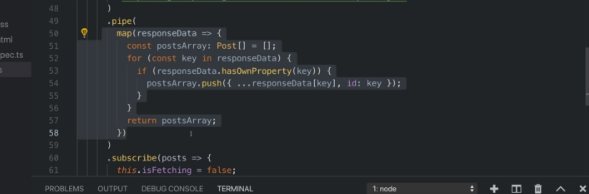 ss
tml
pec.ts
s
48 )
49 .pipe(
50 map(responseData => {
51 const postsArray: Post[] = [];
52 for (const key in responseData) {
53 if (responseData.hasOwnProperty(key)) {
54 postsArray.push({ ...responseData[key], id: key });
55 }
56 }
57 return postsArray;
58 })
59 )
60 .subscribe(posts => {
61 this.isFetching = false;
PROBLEMS OUTPUT DEBUG CONSOLE TERMINAL 1: node